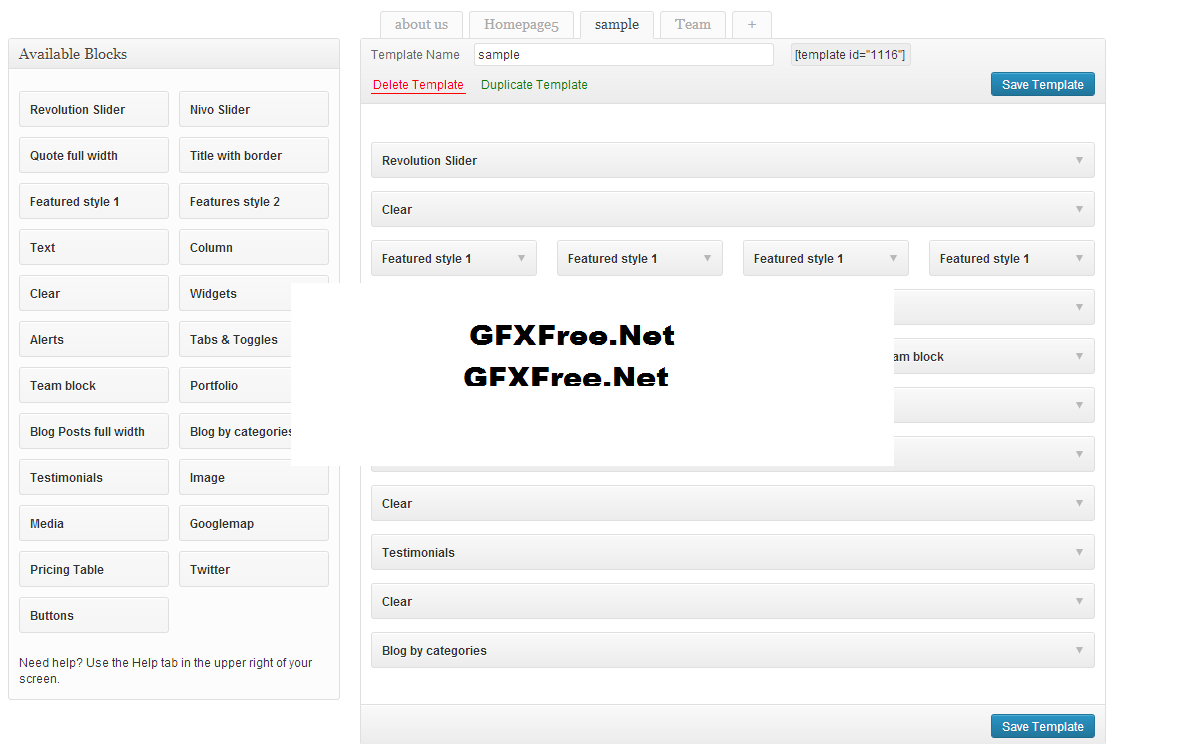 about us Homepage5 sample Team +
Available Blocks
Template Name sample [template id="1116"]
Delete Template Duplicate Template Save Template
Revolution Slider Nivo Slider
Quote full width Title with border
Featured style 1 Features style 2
Text Column
Clear Widgets
Alerts Tabs & Toggles
Team block Portfolio
Blog Posts full width Blog by categories
Testimonials Image
Media Googlemap
Pricing Table Twitter
Buttons
Need help? Use the Help tab in the upper right of your
screen.
Revolution Slider
Clear
Featured style 1 Featured style 1 Featured style 1 Featured style 1
GFXFree.Net
am block
GFXFree.Net
Clear
Testimonials
Clear
Blog by categories
Save Template